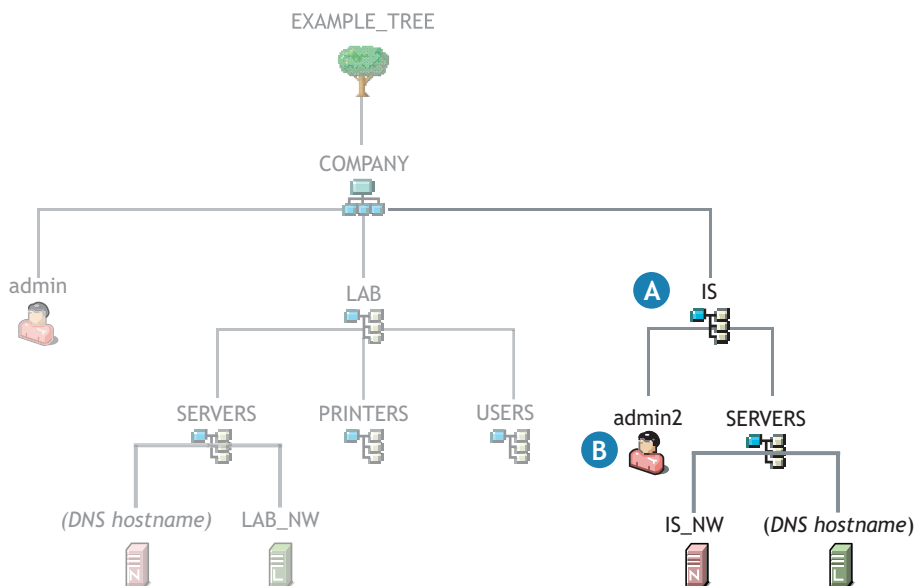 EXAMPLE_TREE
COMPANY
admin
LAB
A
IS
SERVERS
PRINTERS
USERS
admin2
SERVERS
B
(DNS hostname)
LAB_NW
IS_NW
(DNS hostname)
N
L
N
L